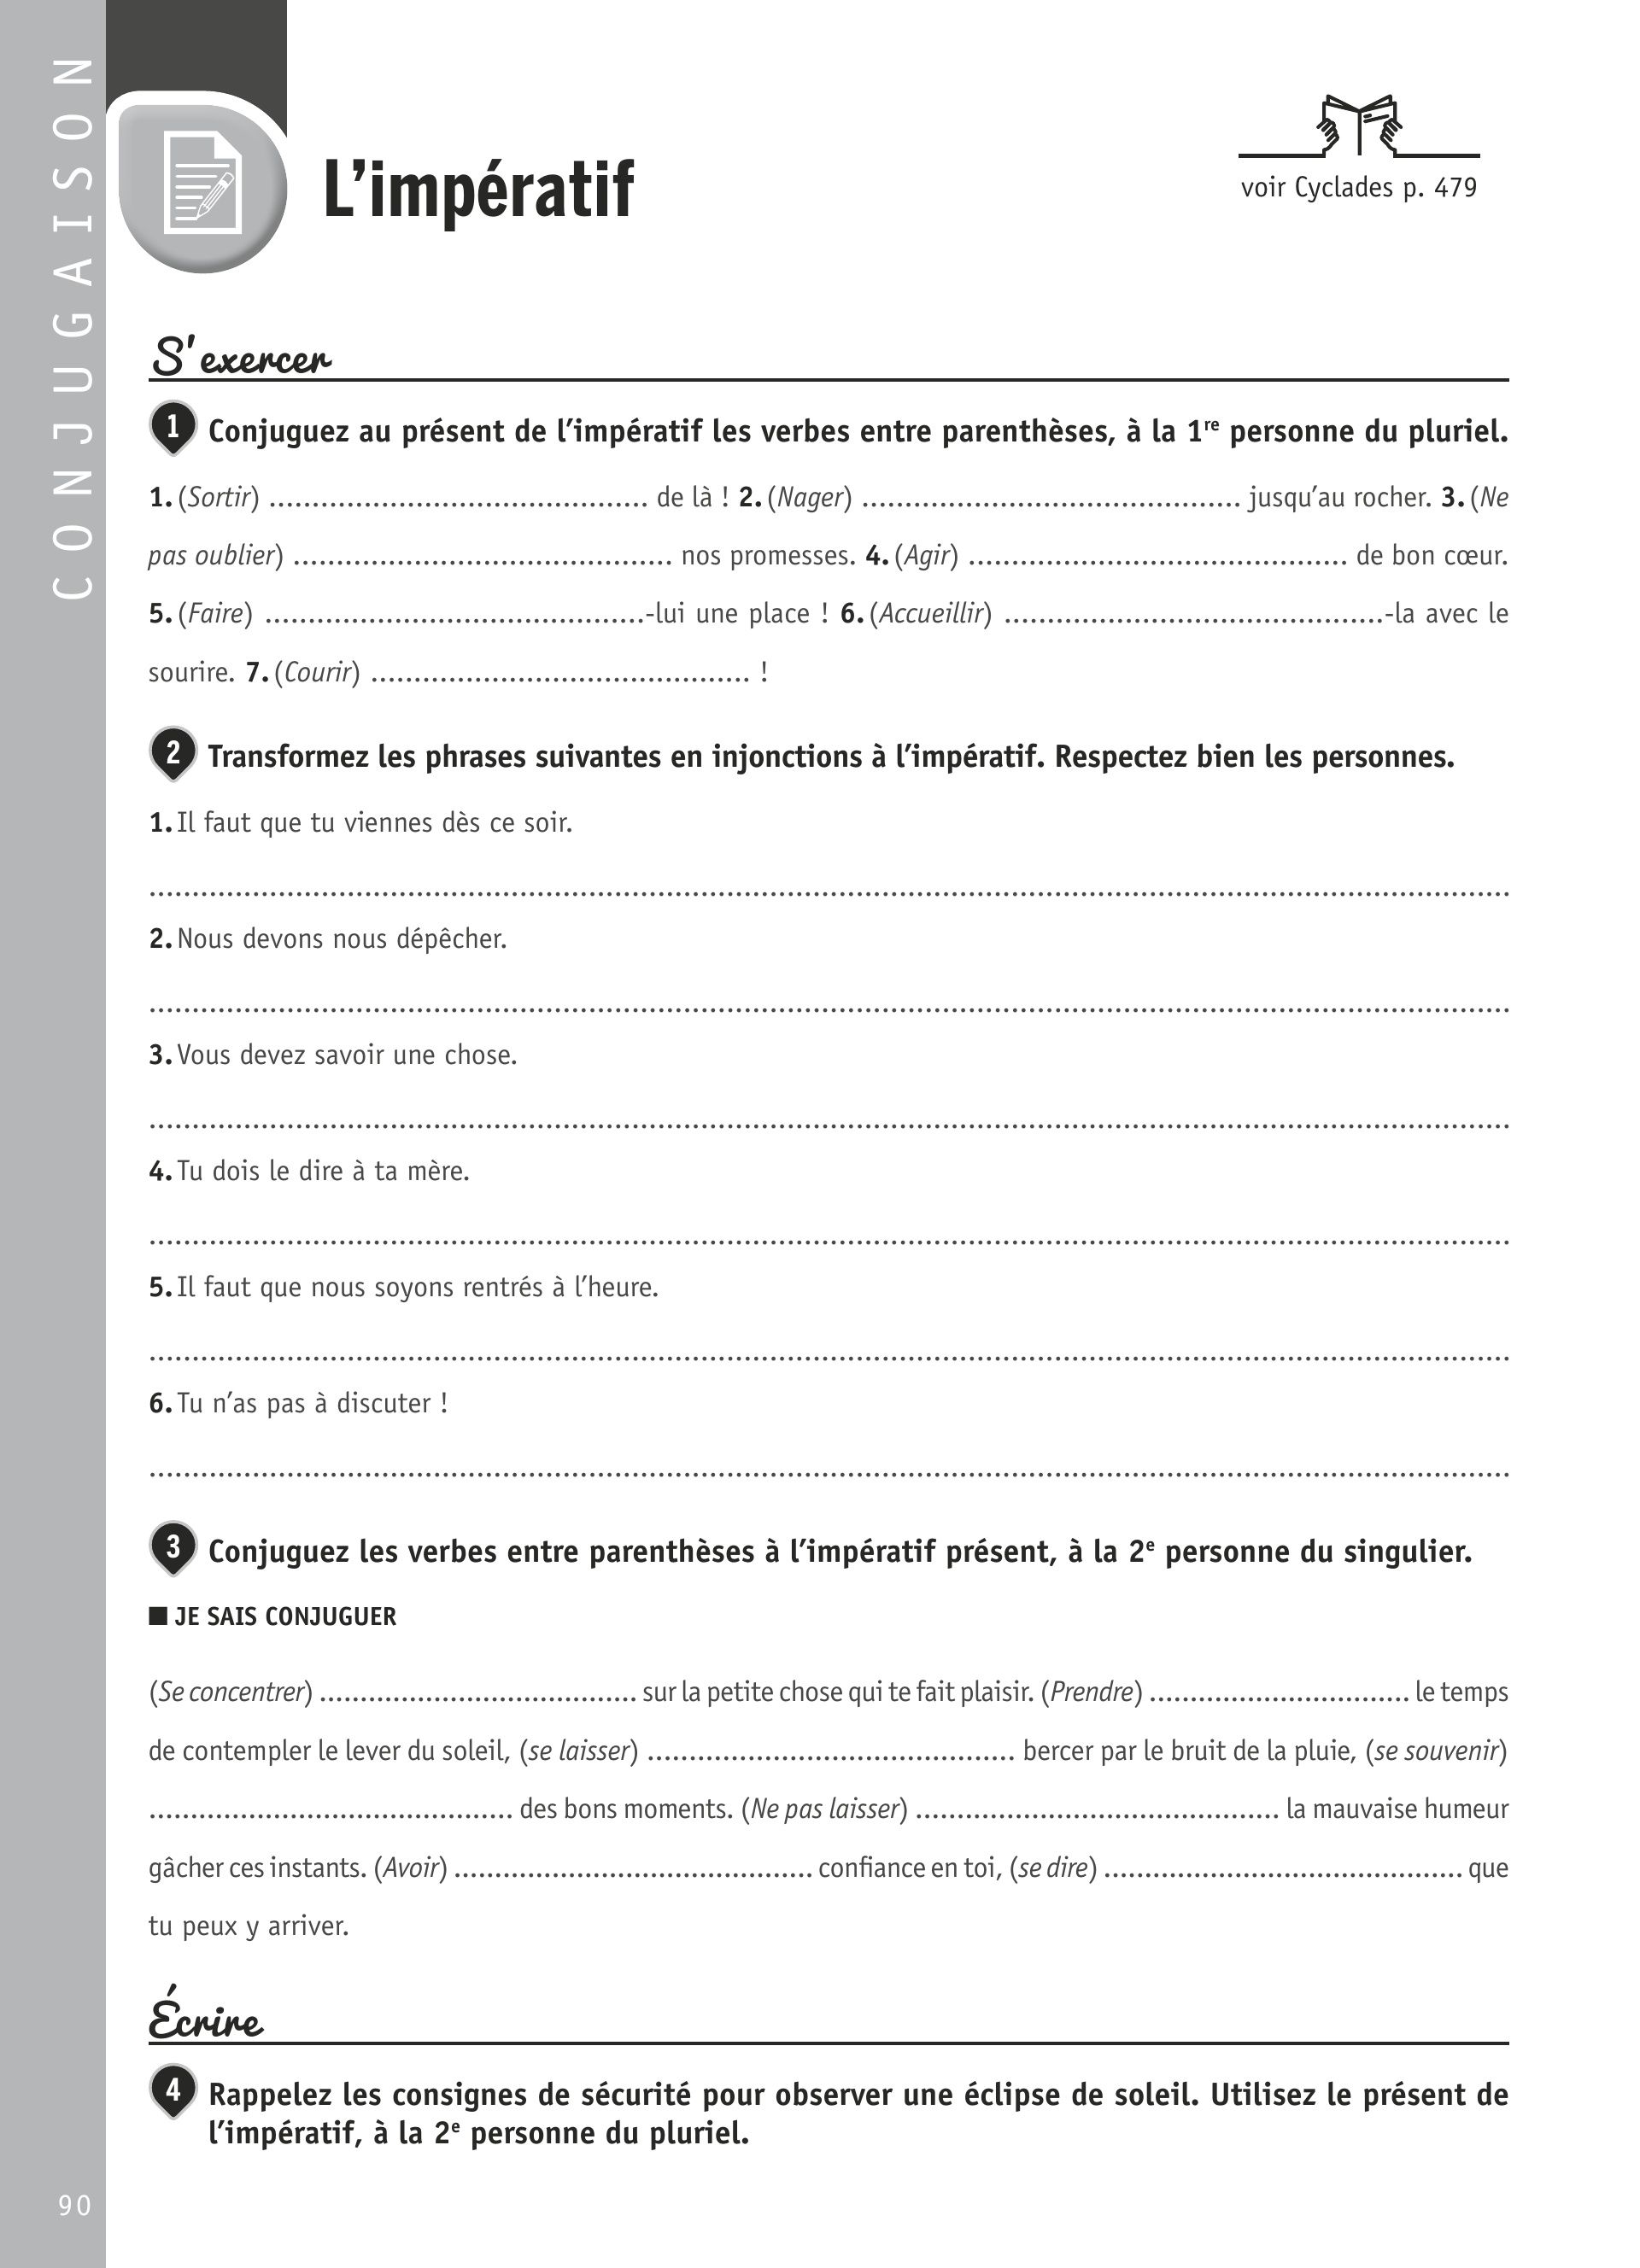 CONJUGAISON
L’impératif
voir Cyclades p. 479
S'exercer
1 Conjuguez au présent de l’impératif les verbes entre parenthèses, à la 1re personne du pluriel.
1. (Sortir) ............................................ de là ! 2. (Nager) ............................................ jusqu’au rocher. 3. (Ne
pas oublier) ............................................ nos promesses. 4. (Agir) ............................................ de bon cœur.
5. (Faire) ............................................-lui une place ! 6. (Accueillir) ............................................-la avec le
sourire. 7. (Courir) ............................................ !
2 Transformez les phrases suivantes en injonctions à l’impératif. Respectez bien les personnes.
1. Il faut que tu viennes dès ce soir.
2. Nous devons nous dépêcher.
3. Vous devez savoir une chose.
4. Tu dois le dire à ta mère.
5. Il faut que nous soyons rentrés à l’heure.
6. Tu n’as pas à discuter !
3 Conjuguez les verbes entre parenthèses à l’impératif présent, à la 2e personne du singulier.
■ JE SAIS CONJUGUER
(Se concentrer) ...................................... sur la petite chose qui te fait plaisir. (Prendre) ............................... le temps
de contempler le lever du soleil, (se laisser) ............................................ bercer par le bruit de la pluie, (se souvenir)
............................................ des bons moments. (Ne pas laisser) ............................................ la mauvaise humeur
gâcher ces instants. (Avoir) ........................................... confiance en toi, (se dire) ........................................... que
tu peux y arriver.
Écrire
4 Rappelez les consignes de sécurité pour observer une éclipse de soleil. Utilisez le présent de
l’impératif, à la 2e personne du pluriel.
90